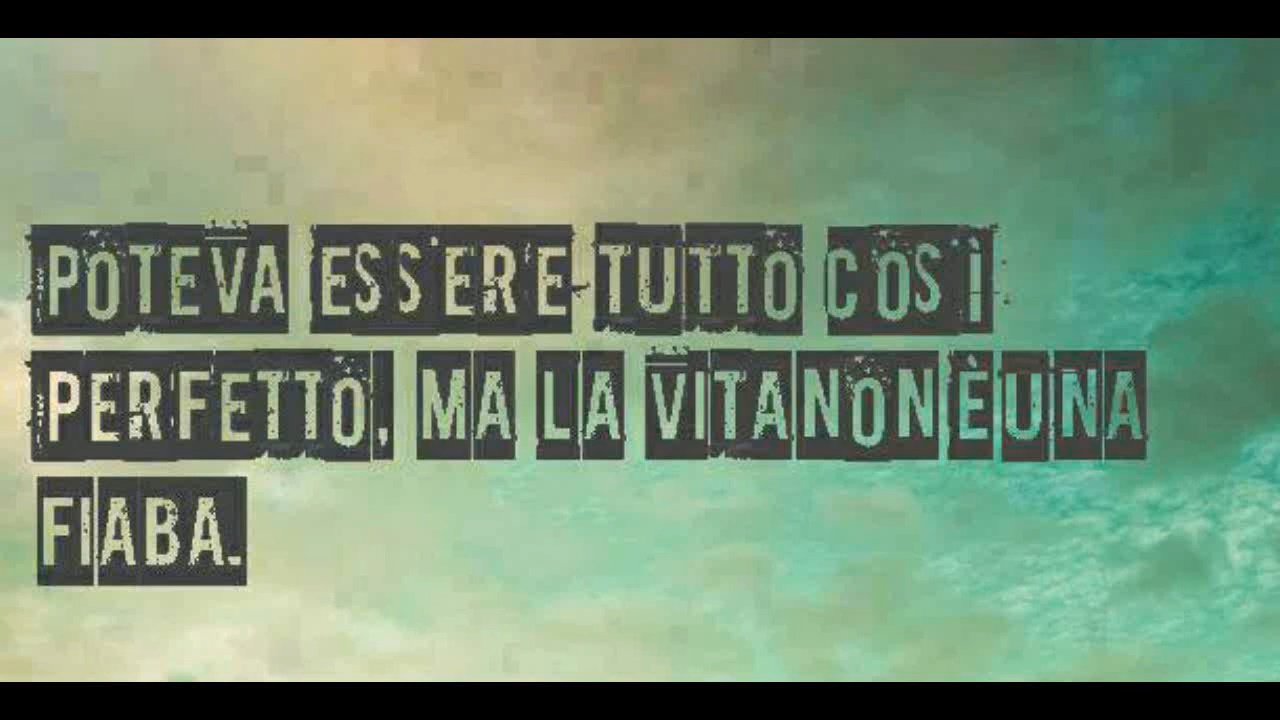 POTEVA ESSERE TUTTO COSÌ
PERFETTO, MA LA VITA NON È UNA
FIABA.